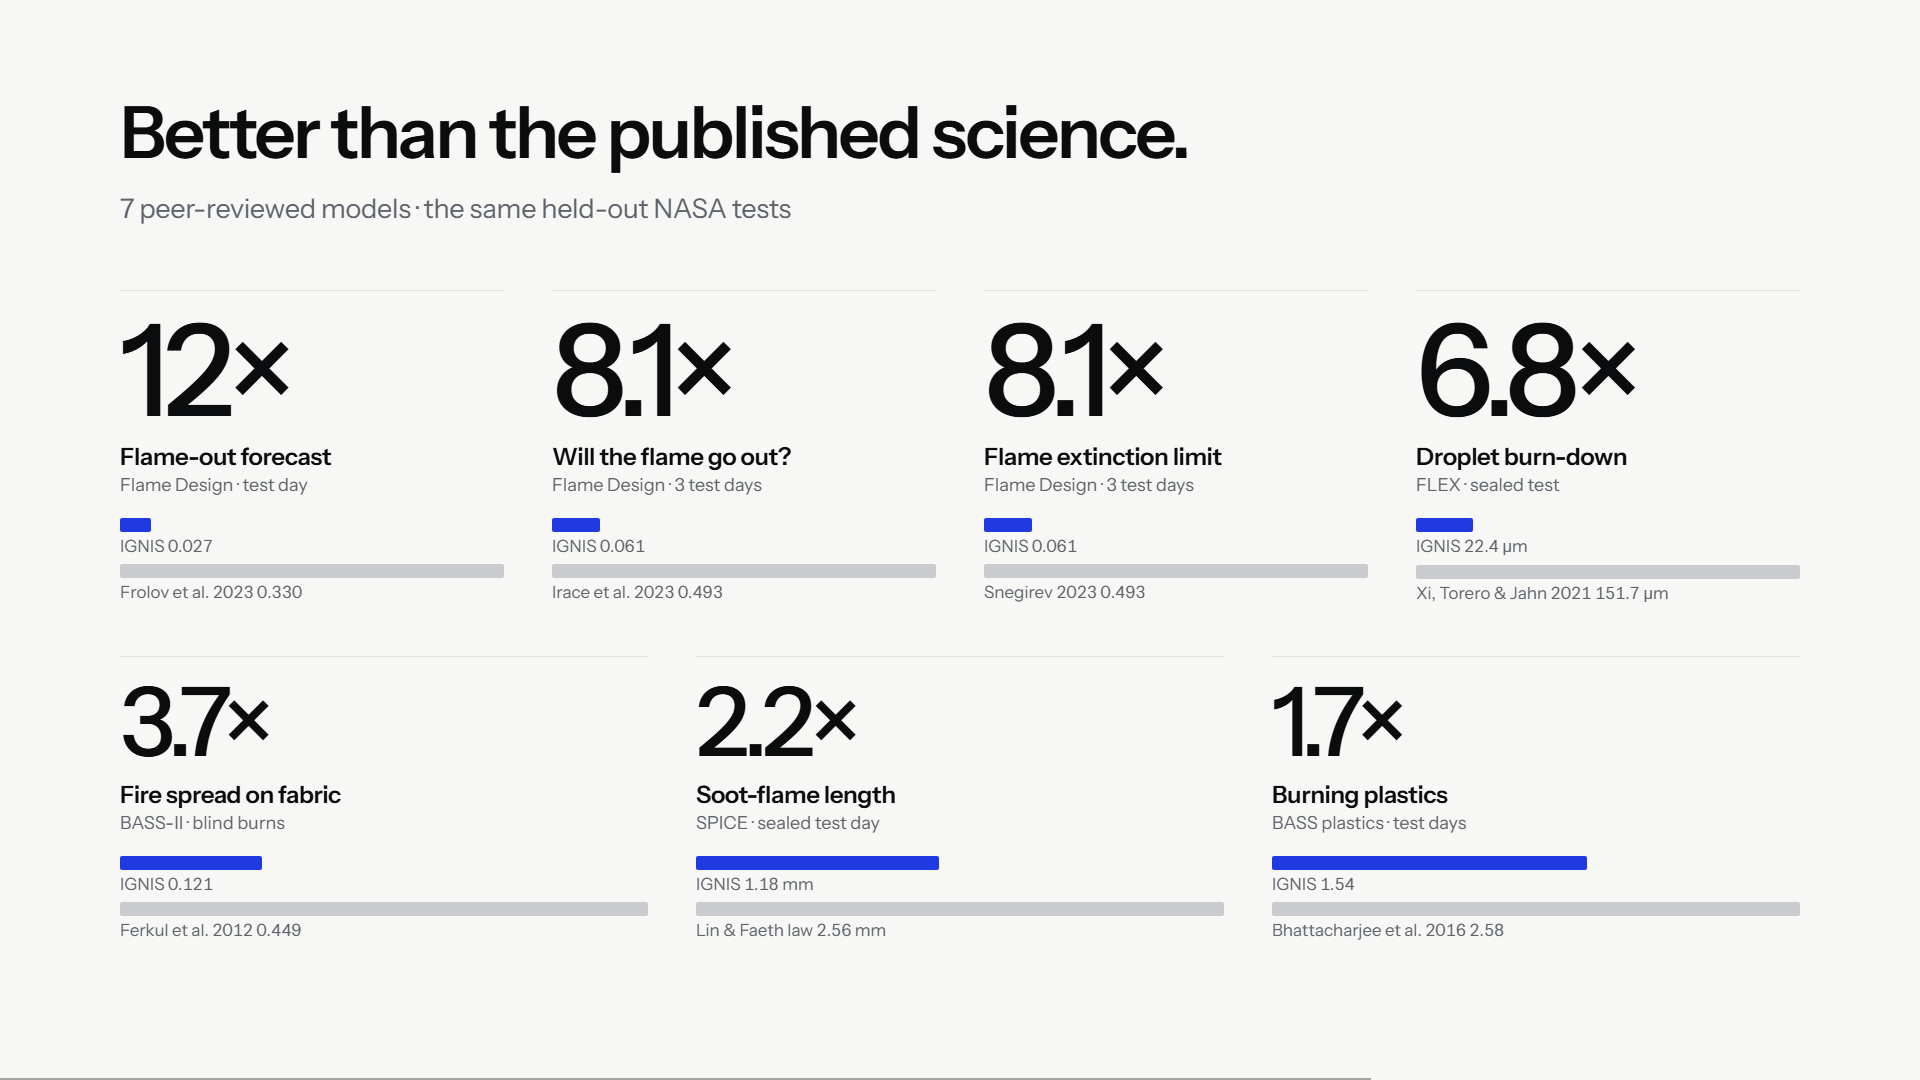 Better than the published science.
7 peer-reviewed models · the same held-out NASA tests
12×
Flame-out forecast
Flame Design · test day
IGNIS 0.027
Frolov et al. 2023 0.330
8.1×
Will the flame go out?
Flame Design · 3 test days
IGNIS 0.061
Irace et al. 2023 0.493
8.1×
Flame extinction limit
Flame Design · 3 test days
IGNIS 0.061
Snegirev 2023 0.493
6.8×
Droplet burn-down
FLEX · sealed test
IGNIS 22.4 µm
Xi, Torero & Jahn 2021 151.7 µm
3.7×
Fire spread on fabric
BASS-II · blind burns
IGNIS 0.121
Ferkul et al. 2012 0.449
2.2×
Soot-flame length
SPICE · sealed test day
IGNIS 1.18 mm
Lin & Faeth law 2.56 mm
1.7×
Burning plastics
BASS plastics · test days
IGNIS 1.54
Bhattacharjee et al. 2016 2.58